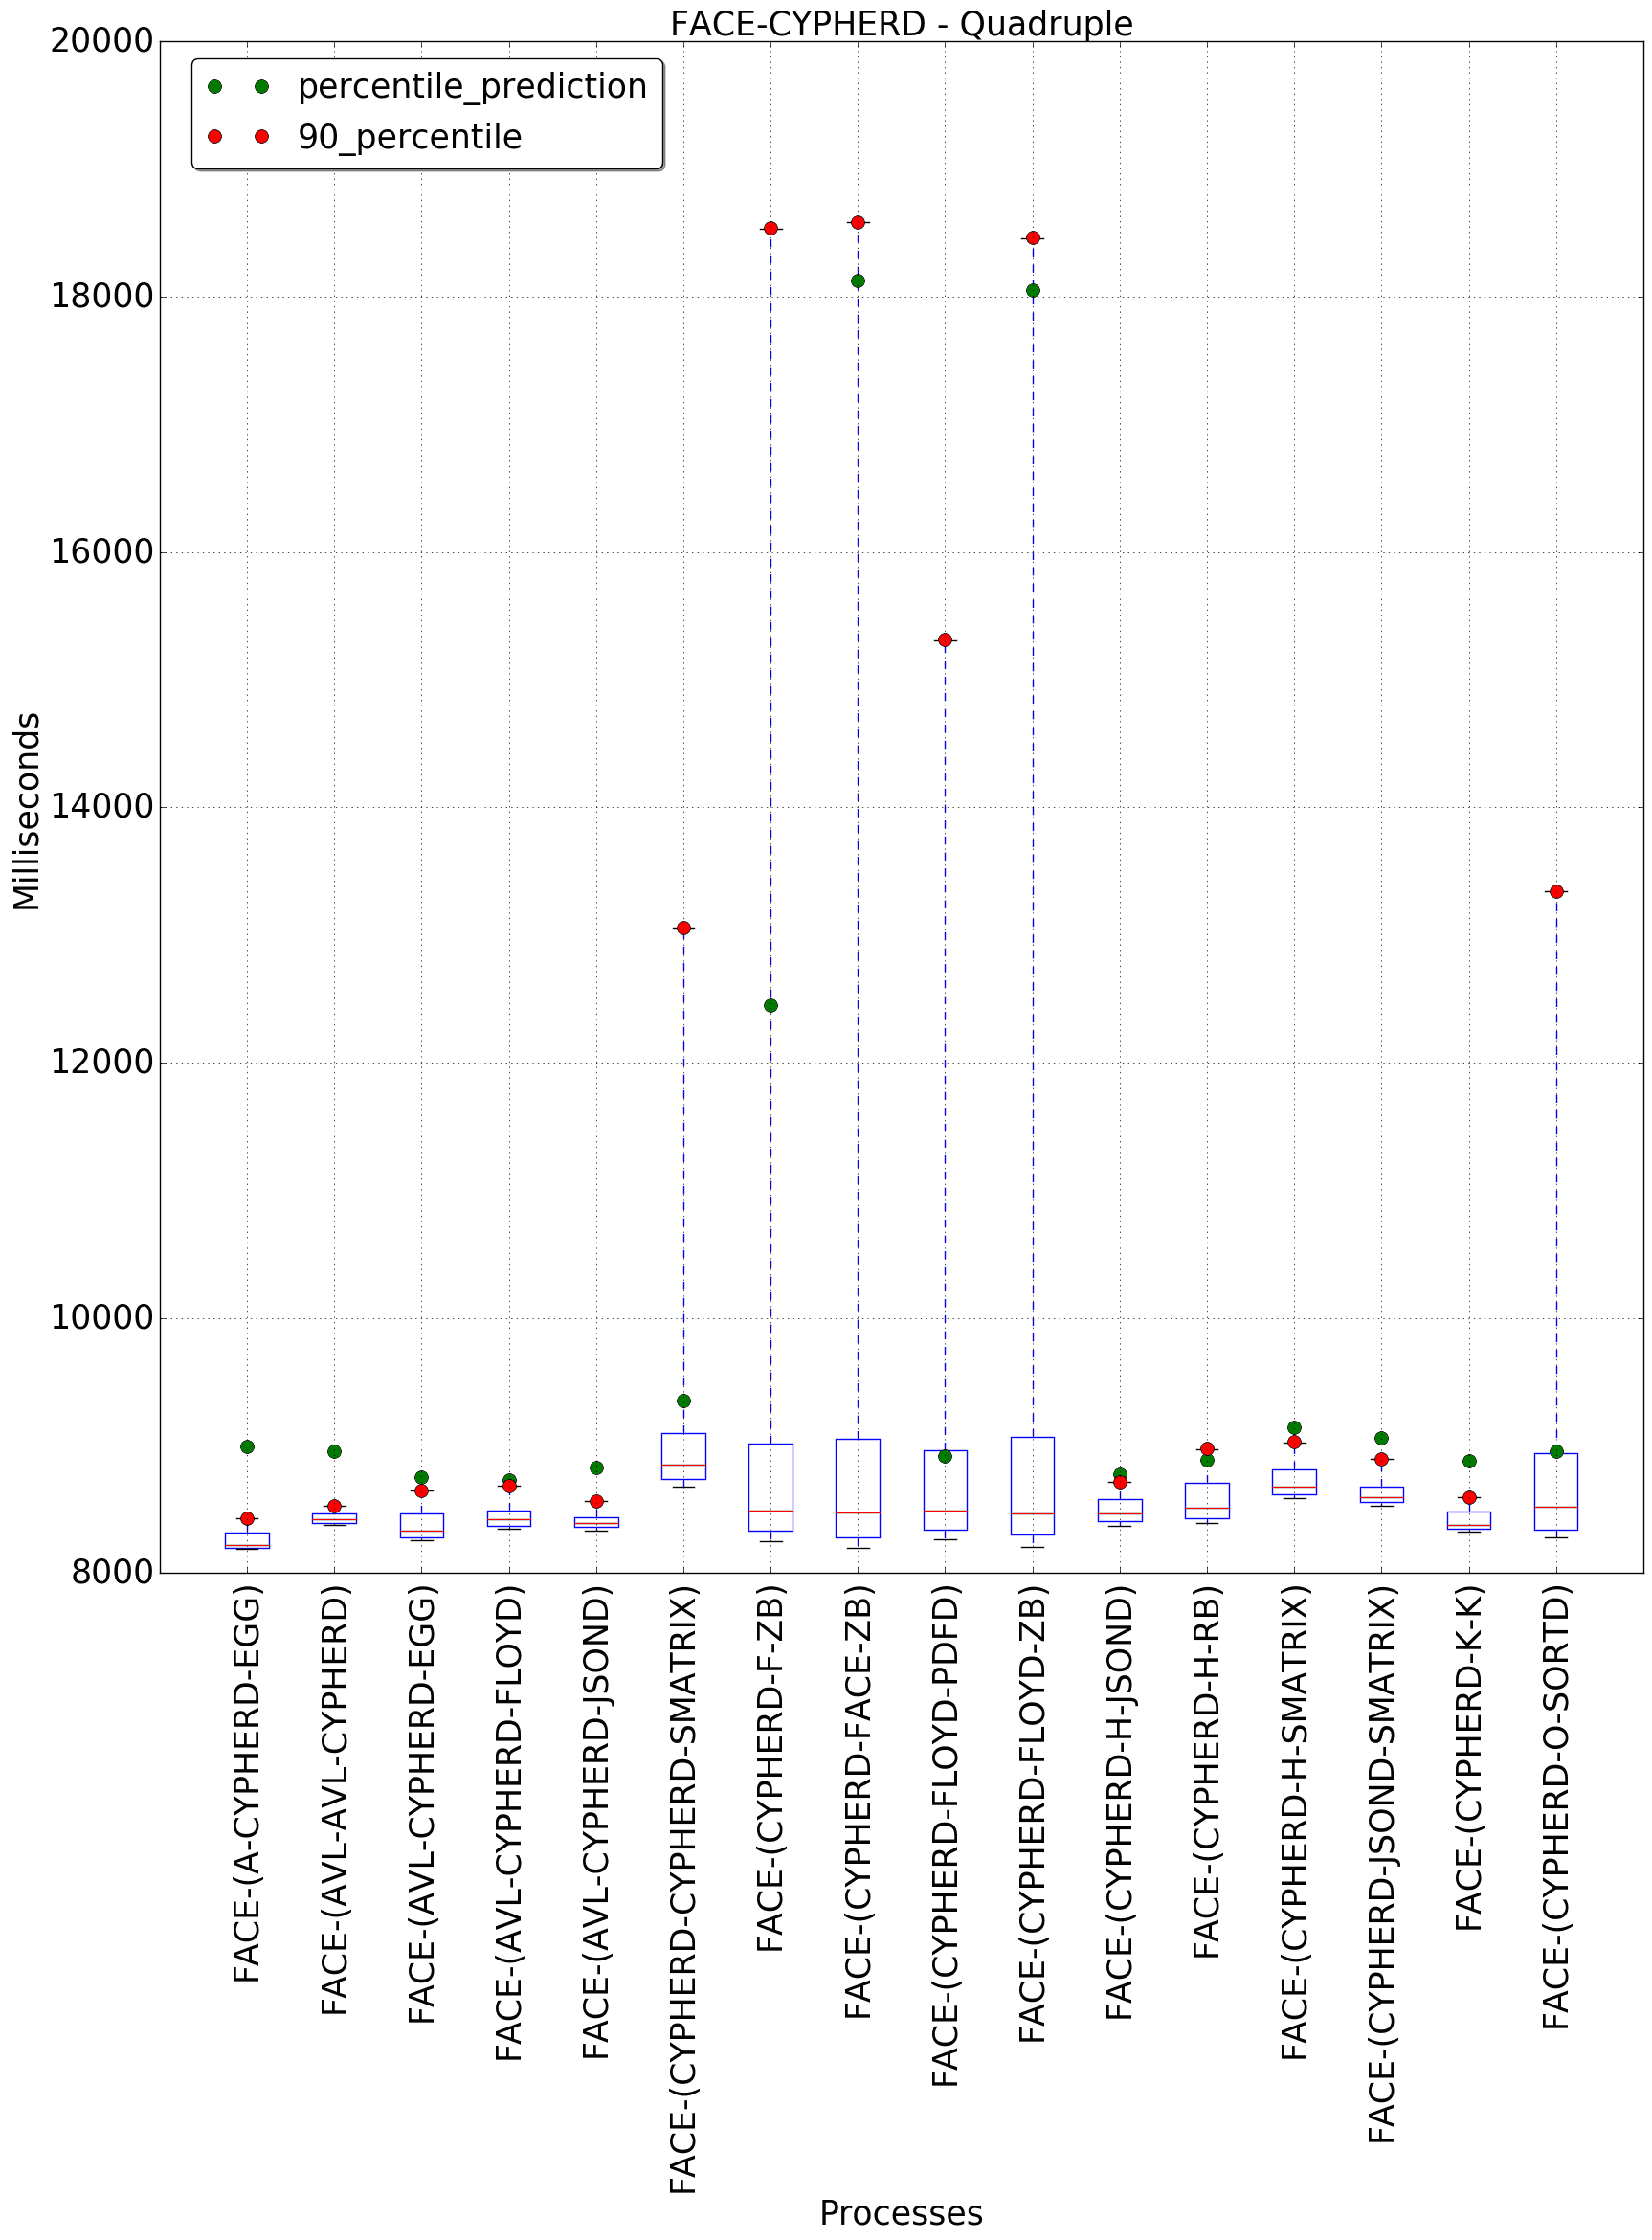 FACE-CYPHERD - Quadruple
percentile_prediction
90_percentile
20000
18000
16000
14000
12000
10000
8000
Milliseconds
FACE-(A-CYPHERD-EGG)
FACE-(AVL-AVL-CYPHERD)
FACE-(AVL-CYPHERD-EGG)
FACE-(AVL-CYPHERD-FLOYD)
FACE-(AVL-CYPHERD-JSOND)
FACE-(CYPHERD-CYPHERD-SMATRIX)
FACE-(CYPHERD-F-ZB)
FACE-(CYPHERD-FACE-ZB)
FACE-(CYPHERD-FLOYD-PDFD)
FACE-(CYPHERD-FLOYD-ZB)
FACE-(CYPHERD-H-JSOND)
FACE-(CYPHERD-H-RB)
FACE-(CYPHERD-H-SMATRIX)
FACE-(CYPHERD-JSOND-SMATRIX)
FACE-(CYPHERD-K-K)
FACE-(CYPHERD-O-SORTD)
Processes